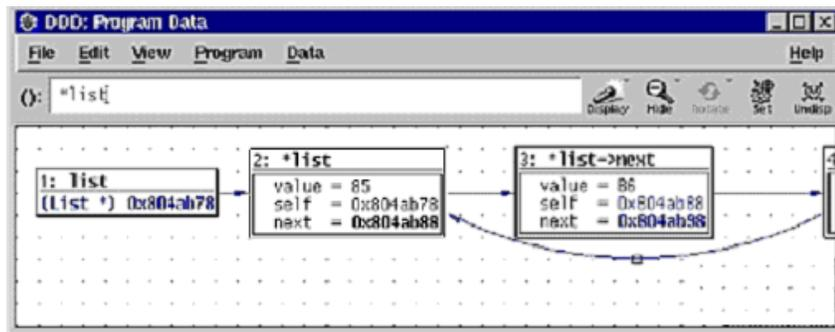 DDD: Program Data
File Edit View Program Data Help
(): *list
Display Hide Rotate Set Undisp
1: list
(List *) 0x804ab78
2: *list
value = 85
self = 0x804ab78
next = 0x804ab88
3: *list->next
value = 86
self = 0x804ab88
next = 0x804ab98